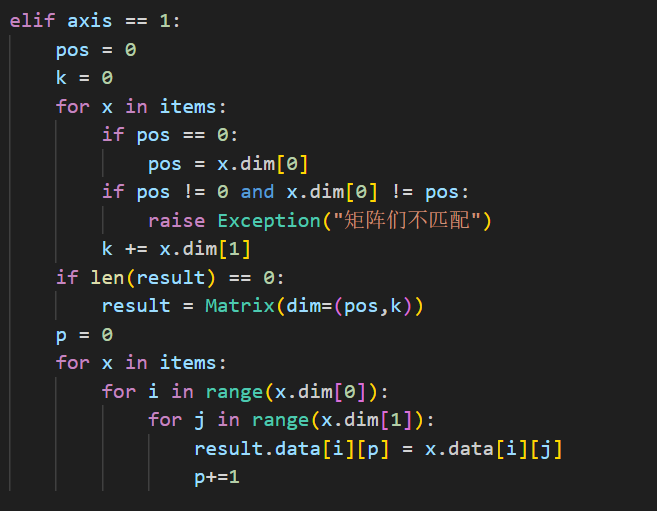 elif axis == 1:
    pos = 0
    k = 0
    for x in items:
        if pos == 0:
            pos = x.dim[0]
        if pos != 0 and x.dim[0] != pos:
            raise Exception("矩阵们不匹配")
        k += x.dim[1]
    if len(result) == 0:
        result = Matrix(dim=(pos,k))
    p = 0
    for x in items:
        for i in range(x.dim[0]):
            for j in range(x.dim[1]):
                result.data[i][p] = x.data[i][j]
                p+=1